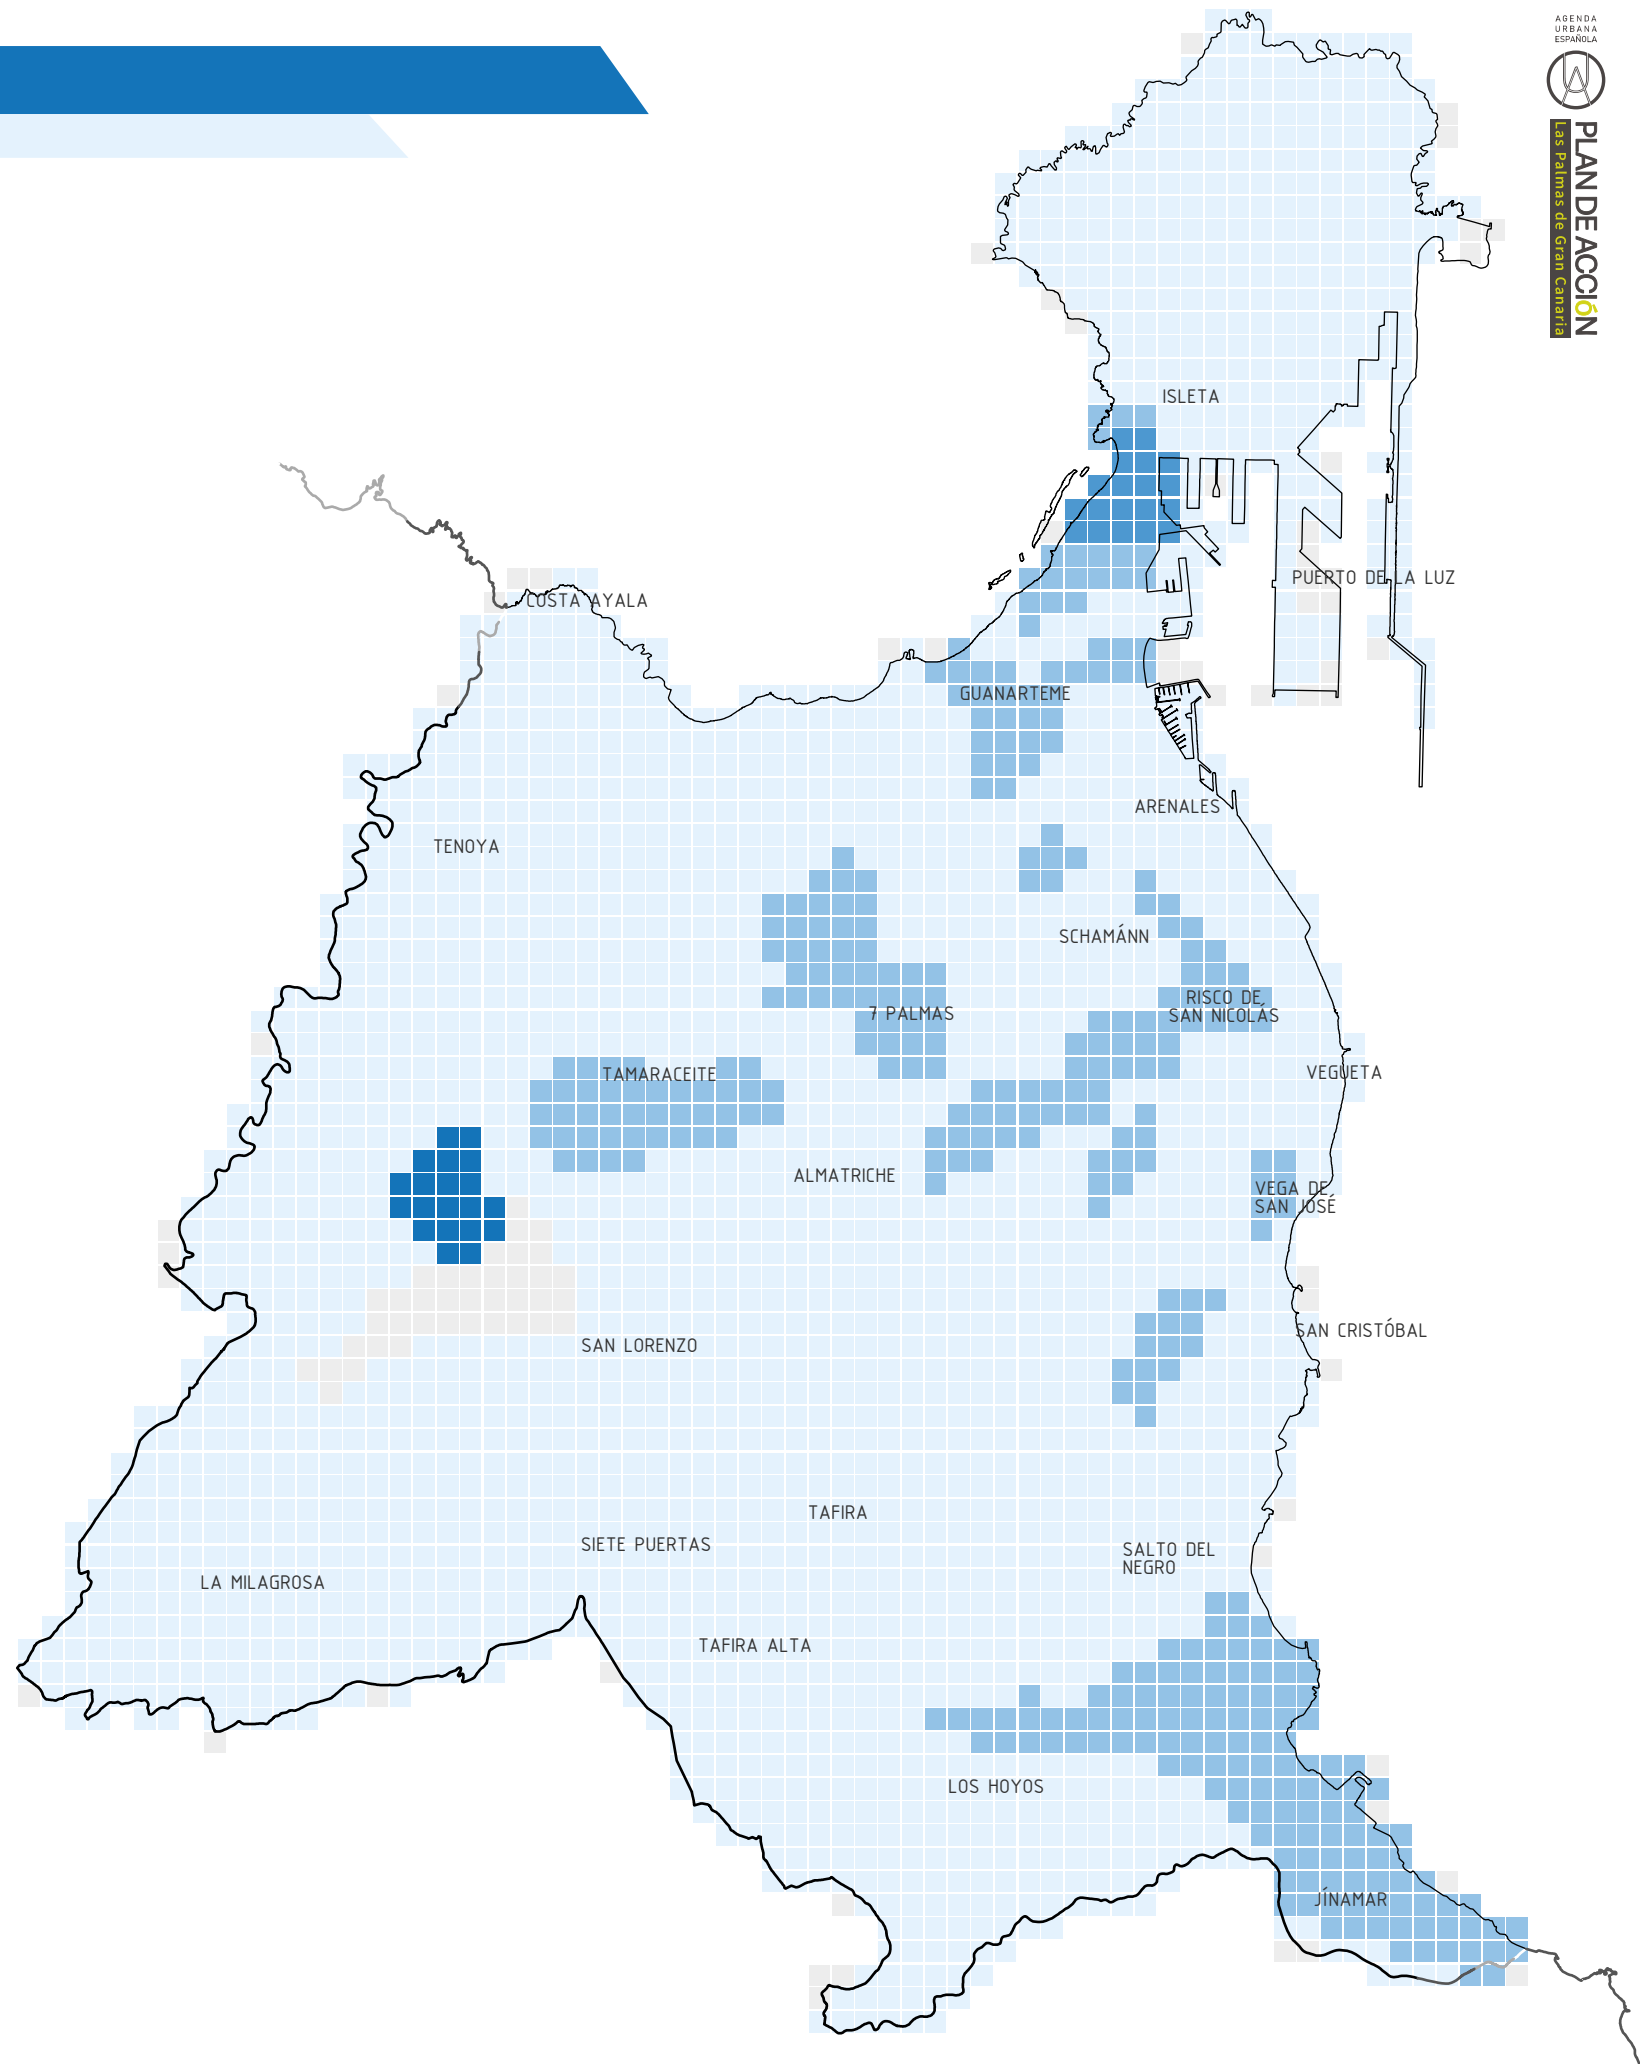 AGENDA
URBANA
ESPAÑOLA
PLAN DE ACCIÓN
Las Palmas de Gran Canaria
ISLETA
PUERTO DE LA LUZ
COSTA AYALA
GUANARTEME
ARENALES
TENOYA
SCHAMÁNN
RISCO DE
SAN NICOLÁS
7 PALMAS
VEGUETA
TAMARACEITE
ALMATRICHE
VEGA DE
SAN JOSÉ
SAN CRISTÓBAL
SAN LORENZO
TAFIRA
SIETE PUERTAS
SALTO DEL
NEGRO
LA MILAGROSA
TAFIRA ALTA
LOS HOYOS
JÍNAMAR